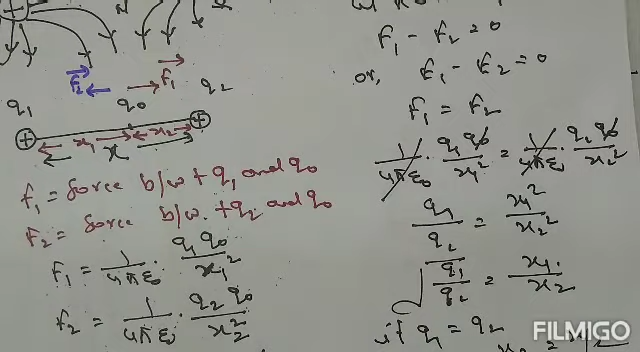 N
F₂ F₁
q₁ q₀ q₂
x₁ x₂
x
F₁ = force b/w +q₁ and q₀
F₂ = force b/w. +q₂ and q₀
F₁ = 1/4πε₀ . q₁q₀/x₁²
F₂ = 1/4πε₀ . q₂q₀/x₂²
F₁ - F₂ = 0
or, F₁ - F₂ = 0
F₁ = F₂
1/4πε₀ . q₁q₀/x₁² = 1/4πε₀ . q₂q₀/x₂²
q₁/q₂ = x₁²/x₂²
√q₁/q₂ = x₁/x₂
if q₁ = q₂
FILMIGO